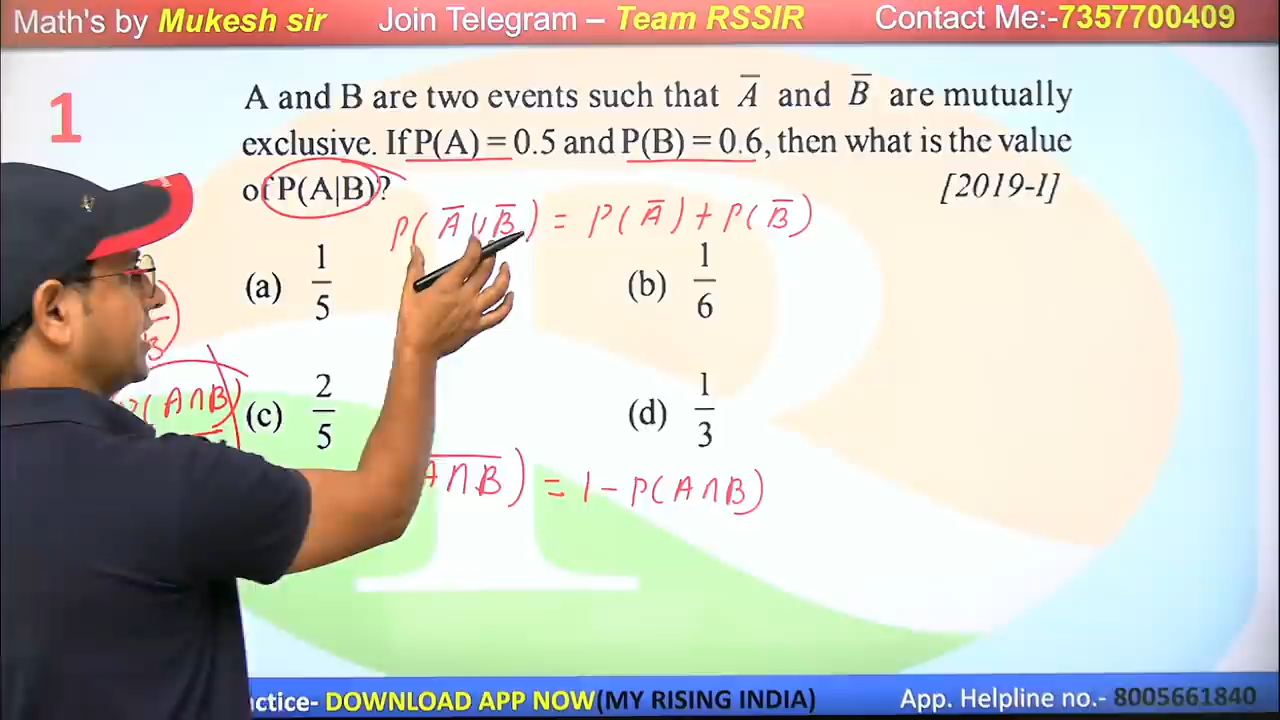 Math's by Mukesh sir Join Telegram – Team RSSIR Contact Me:-7357700409
1
A and B are two events such that A̅ and B̅ are mutually
exclusive. If P(A) = 0.5 and P(B) = 0.6, then what is the value
of P(A|B)? [2019-I]
P(A̅ ∪ B̅) = P(A̅) + P(B̅)
(a) 1/5 (b) 1/6
P(A∩B)
(c) 2/5 (d) 1/3
A∩B) = 1 - P(A∩B)
ctice- DOWNLOAD APP NOW(MY RISING INDIA) App. Helpline no.- 8005661840